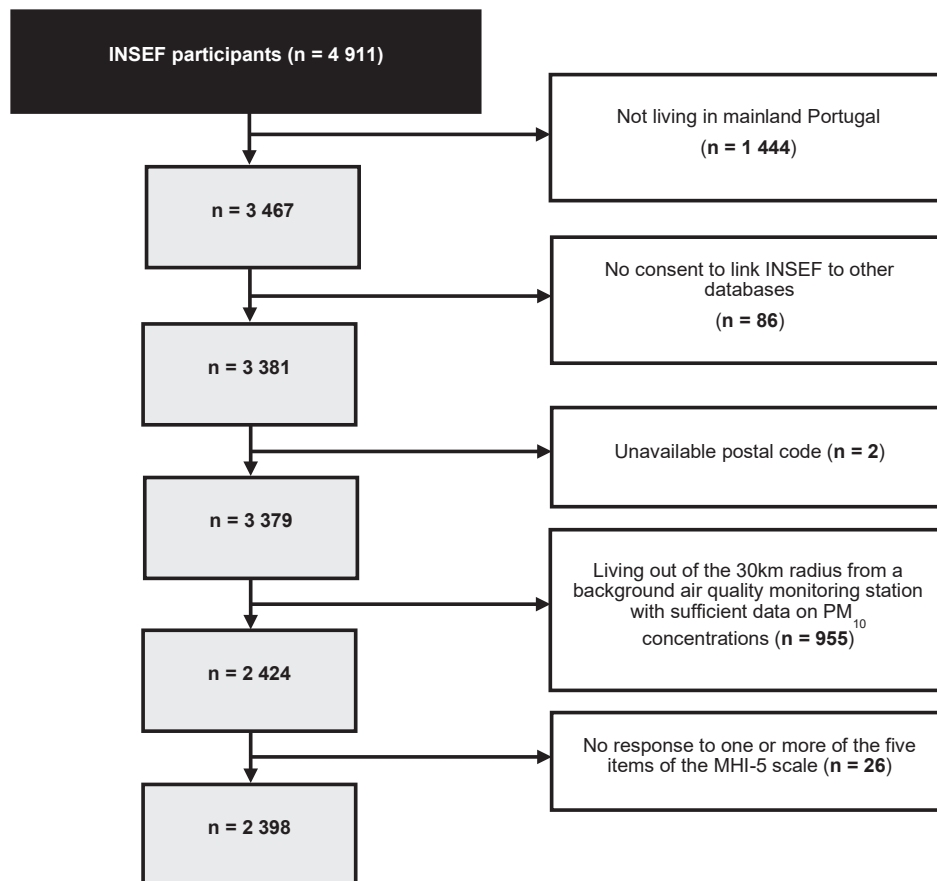 INSEF participants (n = 4 911)
Not living in mainland Portugal
(n = 1 444)
n = 3 467
No consent to link INSEF to other
databases
(n = 86)
n = 3 381
Unavailable postal code (n = 2)
n = 3 379
Living out of the 30km radius from a
background air quality monitoring station
with sufficient data on PM10
concentrations (n = 955)
n = 2 424
No response to one or more of the five
items of the MHI-5 scale (n = 26)
n = 2 398